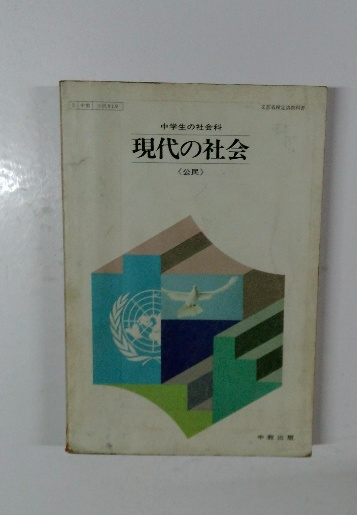 中学生の社会科
現代の社会
〈公民〉
中教出版